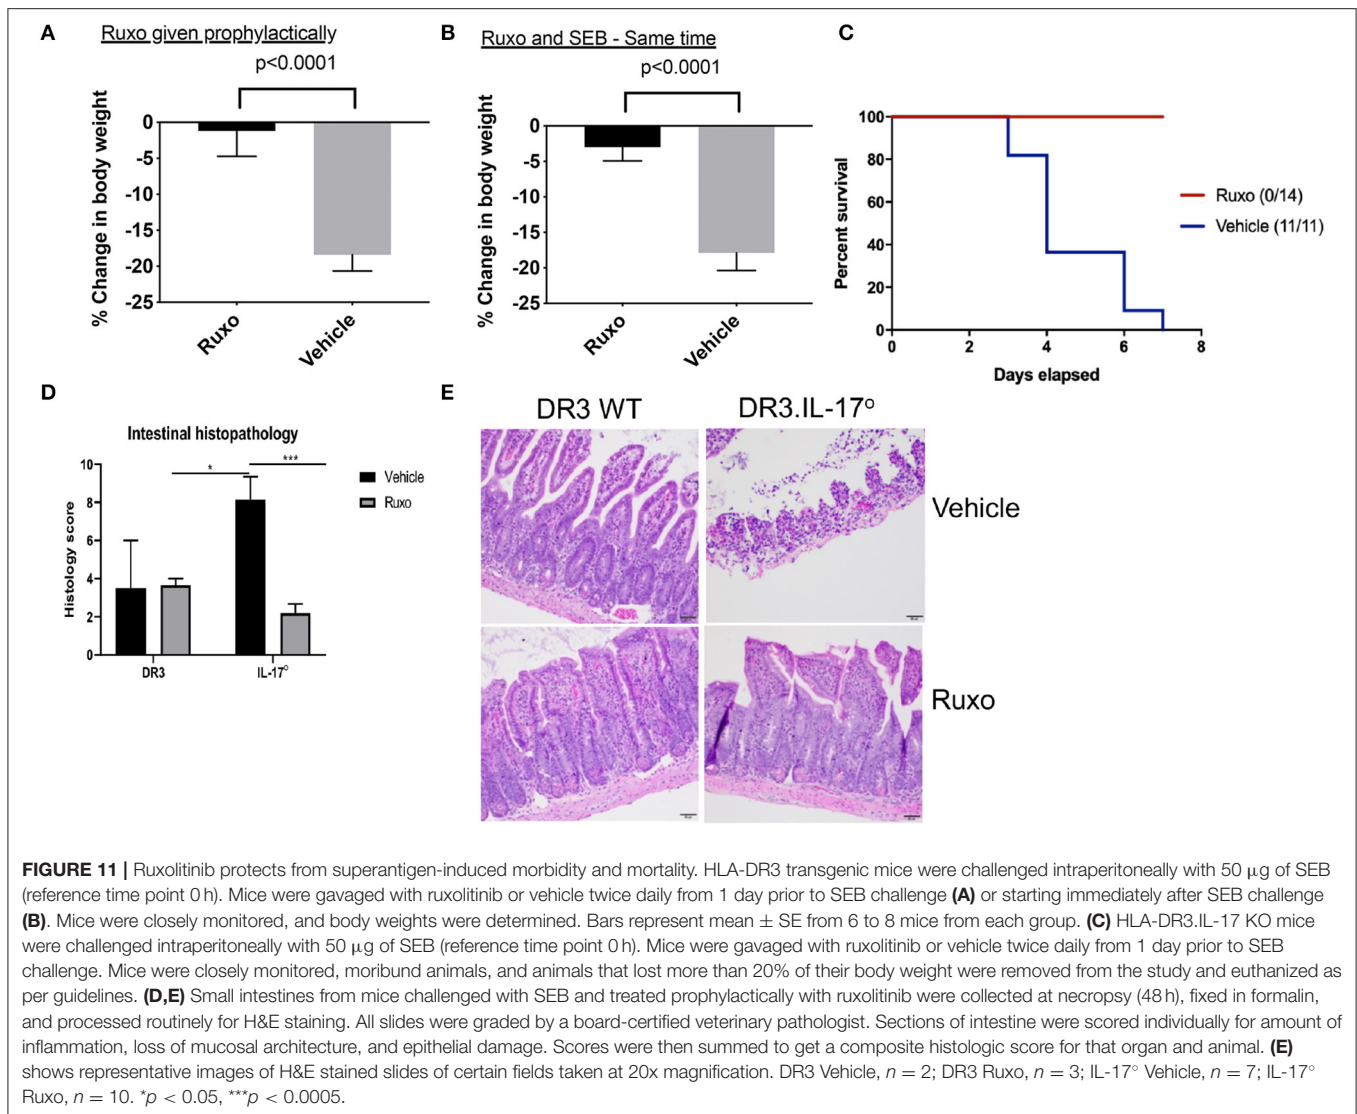 A
Ruxo given prophylactically
p<0.0001
% Change in body weight
0
-5
-10
-15
-20
-25
Ruxo
Vehicle
B
Ruxo and SEB - Same time
p<0.0001
% Change in body weight
0
-5
-10
-15
-20
-25
Ruxo
Vehicle
C
Percent survival
100
80
60
40
20
0
0 2 4 6 8
Days elapsed
Ruxo (0/14)
Vehicle (11/11)
D
Intestinal histopathology
Histology score
10
8
6
4
2
0
* ***
DR3 IL-17°
Vehicle
Ruxo
E
DR3 WT DR3.IL-17°
Vehicle
Ruxo
FIGURE 11 | Ruxolitinib protects from superantigen-induced morbidity and mortality. HLA-DR3 transgenic mice were challenged intraperitoneally with 50 μg of SEB
(reference time point 0 h). Mice were gavaged with ruxolitinib or vehicle twice daily from 1 day prior to SEB challenge (A) or starting immediately after SEB challenge
(B). Mice were closely monitored, and body weights were determined. Bars represent mean ± SE from 6 to 8 mice from each group. (C) HLA-DR3.IL-17 KO mice
were challenged intraperitoneally with 50 μg of SEB (reference time point 0 h). Mice were gavaged with ruxolitinib or vehicle twice daily from 1 day prior to SEB
challenge. Mice were closely monitored, moribund animals, and animals that lost more than 20% of their body weight were removed from the study and euthanized as
per guidelines. (D,E) Small intestines from mice challenged with SEB and treated prophylactically with ruxolitinib were collected at necropsy (48 h), fixed in formalin,
and processed routinely for H&E staining. All slides were graded by a board-certified veterinary pathologist. Sections of intestine were scored individually for amount of
inflammation, loss of mucosal architecture, and epithelial damage. Scores were then summed to get a composite histologic score for that organ and animal. (E)
shows representative images of H&E stained slides of certain fields taken at 20x magnification. DR3 Vehicle, n = 2; DR3 Ruxo, n = 3; IL-17° Vehicle, n = 7; IL-17°
Ruxo, n = 10. *p < 0.05, ***p < 0.0005.